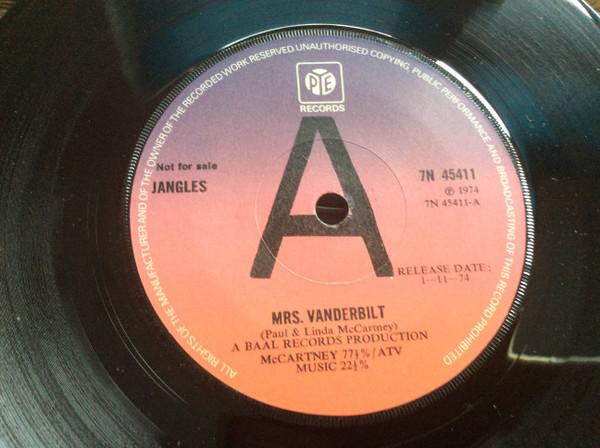 ALL RIGHTS OF THE MANUFACTURER AND OF THE OWNER OF THE RECORDED WORK RESERVED UNAUTHORISED COPYING, PUBLIC PERFORMANCE AND BROADCASTING OF THIS RECORD PROHIBITED
PYE
RECORDS
A
Not for sale
JANGLES
7N 45411
℗ 1974
7N 45411-A
RELEASE DATE:
1--11--74
MRS. VANDERBILT
(Paul & Linda McCartney)
A BAAL RECORDS PRODUCTION
McCARTNEY 77½%/ATV
MUSIC 22½%